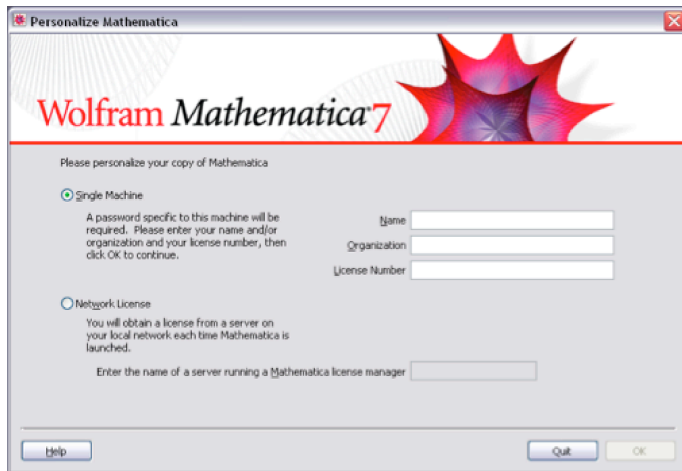 Personalize Mathematica
Wolfram Mathematica®7
Please personalize your copy of Mathematica
Single Machine
A password specific to this machine will be
required. Please enter your name and/or
organization and your license number, then
click OK to continue.
Name
Organization
License Number
Network License
You will obtain a license from a server on
your local network each time Mathematica is
launched.
Enter the name of a server running a Mathematica license manager
Help
Quit
OK